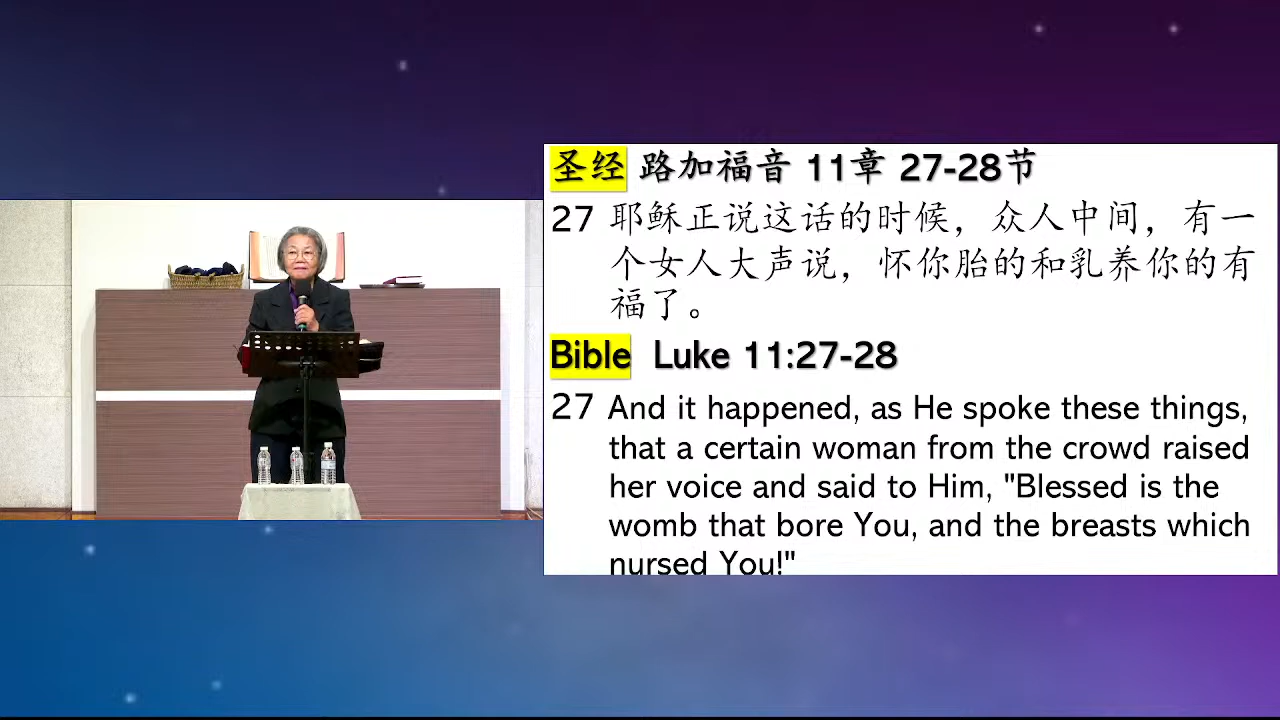 圣经 路加福音 11章 27-28节
27 耶稣正说这话的时候，众人中间，有一
个女人大声说，怀你胎的和乳养你的有
福了。
Bible Luke 11:27-28
27 And it happened, as He spoke these things,
that a certain woman from the crowd raised
her voice and said to Him, "Blessed is the
womb that bore You, and the breasts which
nursed You!"